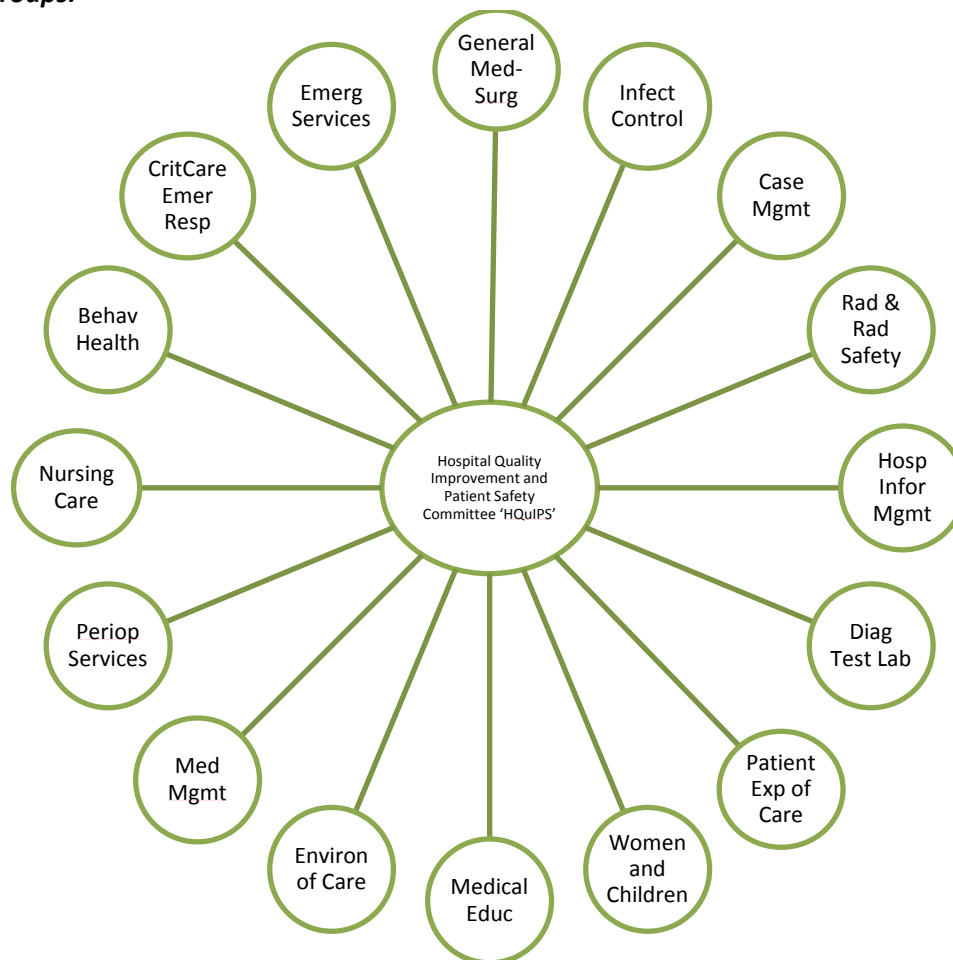 General
Med-
Surg
Infect
Control
Case
Mgmt
Rad &
Rad
Safety
Hosp
Infor
Mgmt
Diag
Test Lab
Patient
Exp of
Care
Women
and
Children
Medical
Educ
Environ
of Care
Med
Mgmt
Periop
Services
Nursing
Care
Behav
Health
CritCare
Emer
Resp
Emerg
Services
Hospital Quality
Improvement and
Patient Safety
Committee ‘HQuIPS’